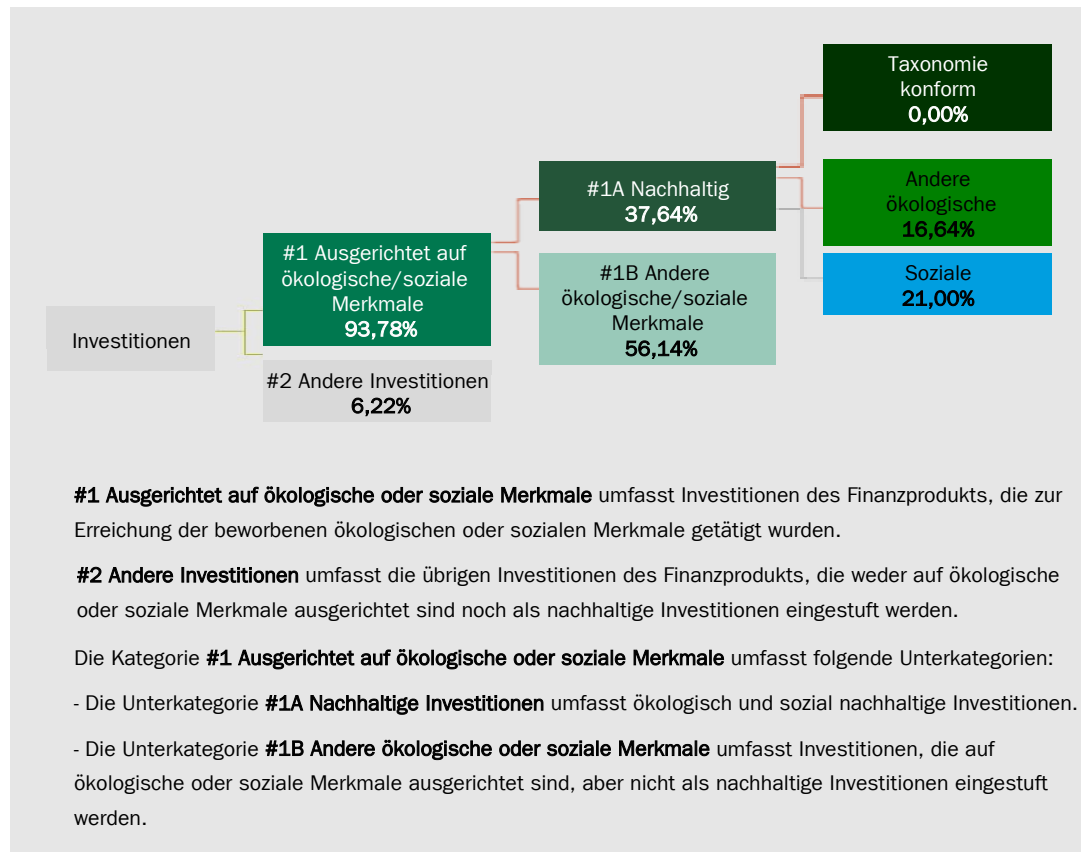 Taxonomie
konform
0,00%
#1A Nachhaltig
37,64%
Andere
ökologische
16,64%
#1 Ausgerichtet auf
ökologische/soziale
Merkmale
93,78%
#1B Andere
ökologische/soziale
Merkmale
56,14%
Soziale
21,00%
Investitionen
#2 Andere Investitionen
6,22%
#1 Ausgerichtet auf ökologische oder soziale Merkmale umfasst Investitionen des Finanzprodukts, die zur
Erreichung der beworbenen ökologischen oder sozialen Merkmale getätigt wurden.
#2 Andere Investitionen umfasst die übrigen Investitionen des Finanzprodukts, die weder auf ökologische
oder soziale Merkmale ausgerichtet sind noch als nachhaltige Investitionen eingestuft werden.
Die Kategorie #1 Ausgerichtet auf ökologische oder soziale Merkmale umfasst folgende Unterkategorien:
- Die Unterkategorie #1A Nachhaltige Investitionen umfasst ökologisch und sozial nachhaltige Investitionen.
- Die Unterkategorie #1B Andere ökologische oder soziale Merkmale umfasst Investitionen, die auf
ökologische oder soziale Merkmale ausgerichtet sind, aber nicht als nachhaltige Investitionen eingestuft
werden.